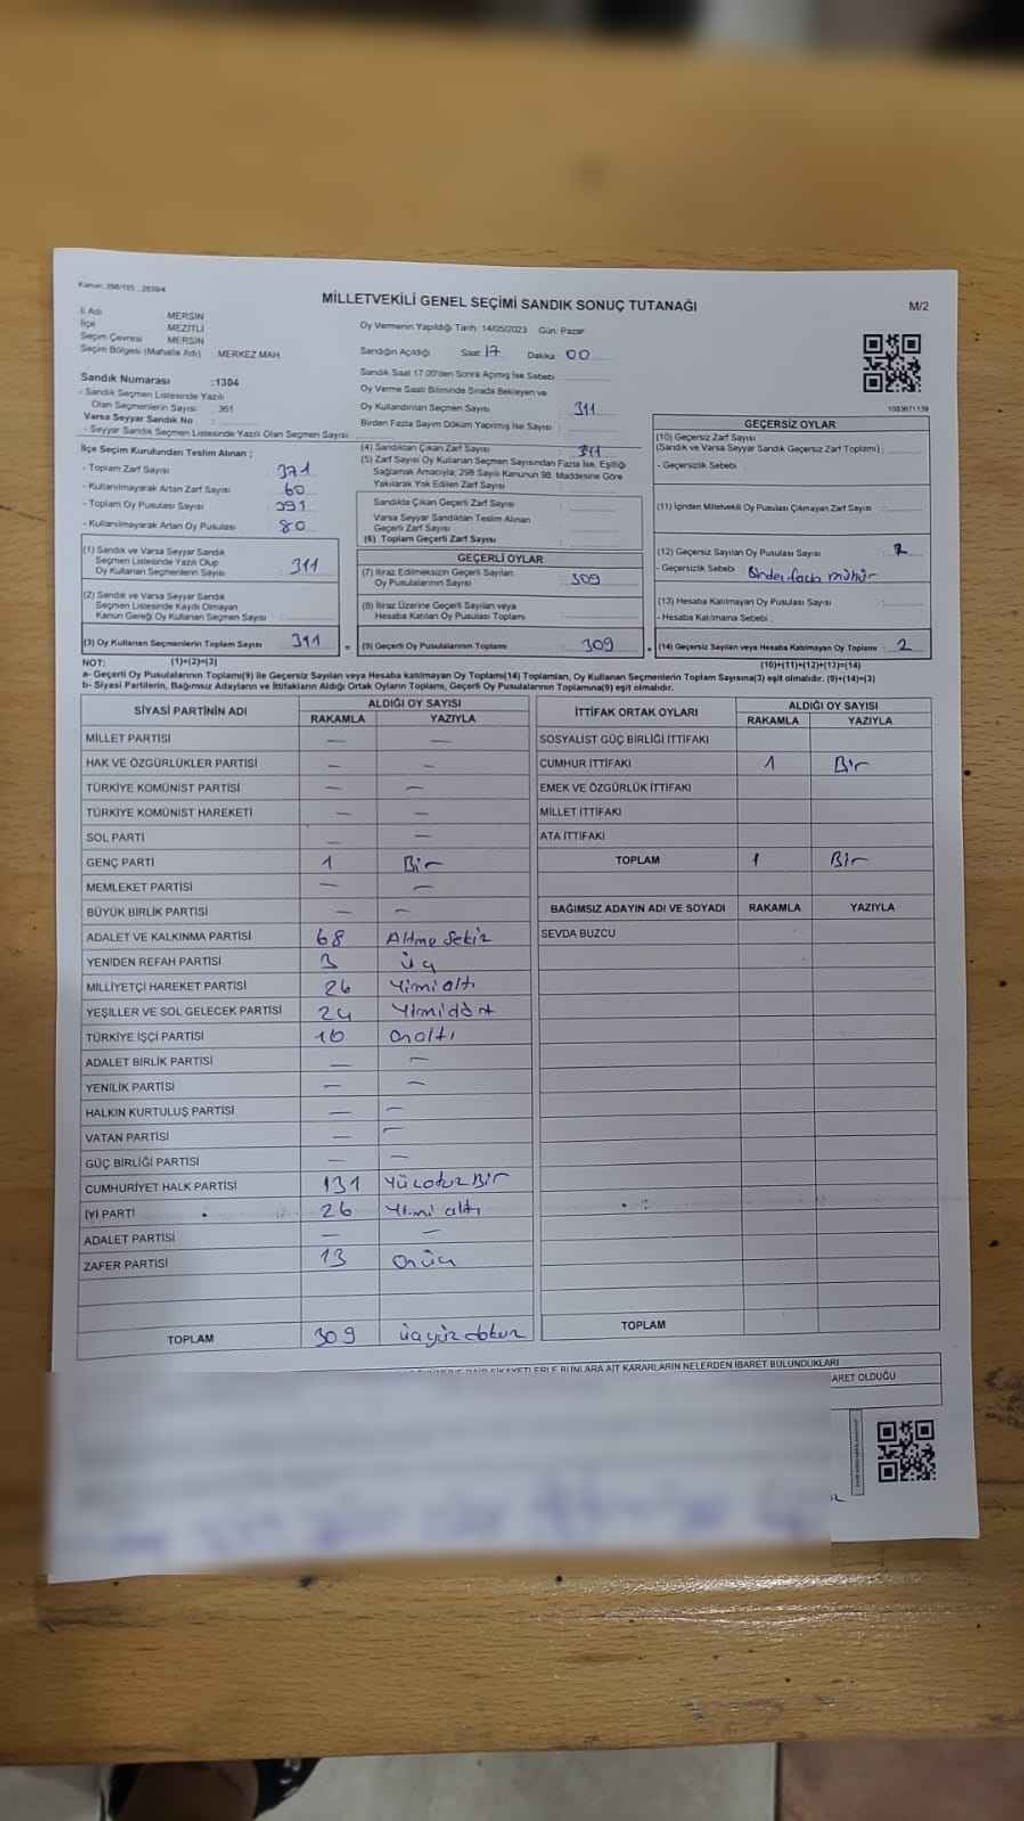 MİLLETVEKİLİ GENEL SEÇİMİ SANDIK SONUÇ TUTANAĞI
M/2
İl Adı MERSİN
İlçe MEZİTLİ
Seçim Çevresi MERSİN
Seçim Bölgesi (Mahalle Adı) : MERKEZ MAH.
Sandık Numarası :1304
- Sandık Seçmen Listesinde Yazılı
Olan Seçmenlerin Sayısı : 361
Varsa Seyyar Sandık No :
- Seyyar Sandık Seçmen Listesinde Yazılı Olan Seçmen Sayısı
Oy Vermenin Yapıldığı Tarih: 14/05/2023 Gün: Pazar
Sandığın Açıldığı Saat 17 Dakika 00
Sandık Saat 17.00'den Sonra Açılmış İse Sebebi
Oy Verme Saati Bitiminde Sırada Bekleyen ve
Oy Kullandırılan Seçmen Sayısı 311
Birden Fazla Sayım Döküm Yapılmış İse Sayısı
İlçe Seçim Kurulundan Teslim Alınan ;
- Toplam Zarf Sayısı 371
- Kullanılmayarak Artan Zarf Sayısı 60
- Toplam Oy Pusulası Sayısı 391
- Kullanılmayarak Artan Oy Pusulası 80
(1) Sandık ve Varsa Seyyar Sandık
Seçmen Listesinde Yazılı Olup
Oy Kullanan Seçmenlerin Sayısı 311
(2) Sandık ve Varsa Seyyar Sandık
Seçmen Listesinde Kayıtlı Olmayan
Kanun Gereği Oy Kullanan Seçmen Sayısı :
(3) Oy Kullanan Seçmenlerin Toplam Sayısı 311
(4) Sandıktan Çıkan Zarf Sayısı 311
(5) Zarf Sayısı Oy Kullanan Seçmen Sayısından Fazla İse, Eşitliği
Sağlamak Amacıyla, 298 Sayılı Kanunun 98. Maddesine Göre
Yakılarak Yok Edilen Zarf Sayısı
Sandıkta Çıkan Geçerli Zarf Sayısı
Varsa Seyyar Sandıktan Teslim Alınan
Geçerli Zarf Sayısı
(6) Toplam Geçerli Zarf Sayısı
GEÇERLİ OYLAR
(7) İtiraz Edilmeksizin Geçerli Sayılan
Oy Pusulalarının Sayısı 309
(8) İtiraz Üzerine Geçerli Sayılan veya
Hesaba Katılan Oy Pusulası Toplamı
(9) Geçerli Oy Pusulalarının Toplamı 309
GEÇERSİZ OYLAR
(10) Geçersiz Zarf Sayısı
(Sandık ve Varsa Seyyar Sandık Geçersiz Zarf Toplamı) :
- Geçersizlik Sebebi
(11) İçinden Milletvekili Oy Pusulası Çıkmayan Zarf Sayısı
(12) Geçersiz Sayılan Oy Pusulası Sayısı 2
- Geçersizlik Sebebi Birden fazla mühür
(13) Hesaba Katılmayan Oy Pusulası Sayısı
- Hesaba Katılmama Sebebi
(14) Geçersiz Sayılan veya Hesaba Katılmayan Oy Toplamı 2
NOT: (1)+(2)=(3) (10)+(11)+(12)+(13)=(14)
a- Geçerli Oy Pusulalarının Toplamı(9) ile Geçersiz Sayılan veya Hesaba katılmayan Oy Toplamı(14) Toplamları, Oy Kullanan Seçmenlerin Toplam Sayısına(3) eşit olmalıdır. (9)+(14)=(3)
b- Siyasi Partilerin, Bağımsız Adayların ve İttifakların Aldığı Ortak Oyların Toplamı, Geçerli Oy Pusulalarının Toplamına(9) eşit olmalıdır.
SİYASİ PARTİNİN ADI ALDIĞI OY SAYISI
RAKAMLA YAZIYLA
MİLLET PARTİSİ — —
HAK VE ÖZGÜRLÜKLER PARTİSİ — —
TÜRKİYE KOMÜNİST PARTİSİ — —
TÜRKİYE KOMÜNİST HAREKETİ — —
SOL PARTİ — —
GENÇ PARTİ 1 Bir
MEMLEKET PARTİSİ — —
BÜYÜK BİRLİK PARTİSİ — —
ADALET VE KALKINMA PARTİSİ 68 Altmış Sekiz
YENİDEN REFAH PARTİSİ 3 üç
MİLLİYETÇİ HAREKET PARTİSİ 26 Yirmi altı
YEŞİLLER VE SOL GELECEK PARTİSİ 24 Yirmi dört
TÜRKİYE İŞÇİ PARTİSİ 16 On altı
ADALET BİRLİK PARTİSİ — —
YENİLİK PARTİSİ — —
HALKIN KURTULUŞ PARTİSİ — —
VATAN PARTİSİ — —
GÜÇ BİRLİĞİ PARTİSİ — —
CUMHURİYET HALK PARTİSİ 131 Yüz otuz Bir
İYİ PARTİ 26 Yirmi altı
ADALET PARTİSİ — —
ZAFER PARTİSİ 13 Onüç
TOPLAM 309 üçyüz dokuz
İTTİFAK ORTAK OYLARI ALDIĞI OY SAYISI
RAKAMLA YAZIYLA
SOSYALİST GÜÇ BİRLİĞİ İTTİFAKI
CUMHUR İTTİFAKI 1 Bir
EMEK VE ÖZGÜRLÜK İTTİFAKI
MİLLET İTTİFAKI
ATA İTTİFAKI
TOPLAM 1 Bir
BAĞIMSIZ ADAYIN ADI VE SOYADI RAKAMLA YAZIYLA
SEVDA BUZCU
TOPLAM
ŞİKAYETLERLE BUNLARA AİT KARARLARIN NELERDEN İBARET BULUNDUKLARI